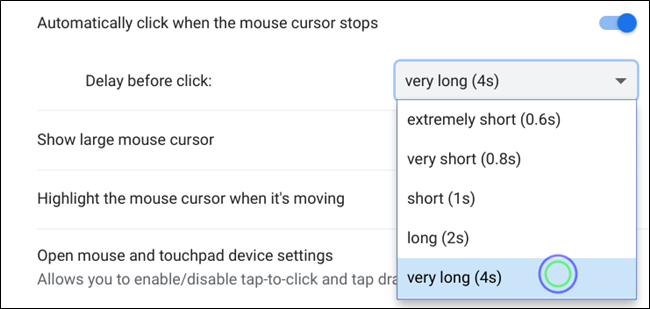 Automatically click when the mouse cursor stops
Delay before click:
very long (4s)
extremely short (0.6s)
very short (0.8s)
short (1s)
long (2s)
very long (4s)
Show large mouse cursor
Highlight the mouse cursor when it's moving
Open mouse and touchpad device settings
Allows you to enable/disable tap-to-click and tap dra